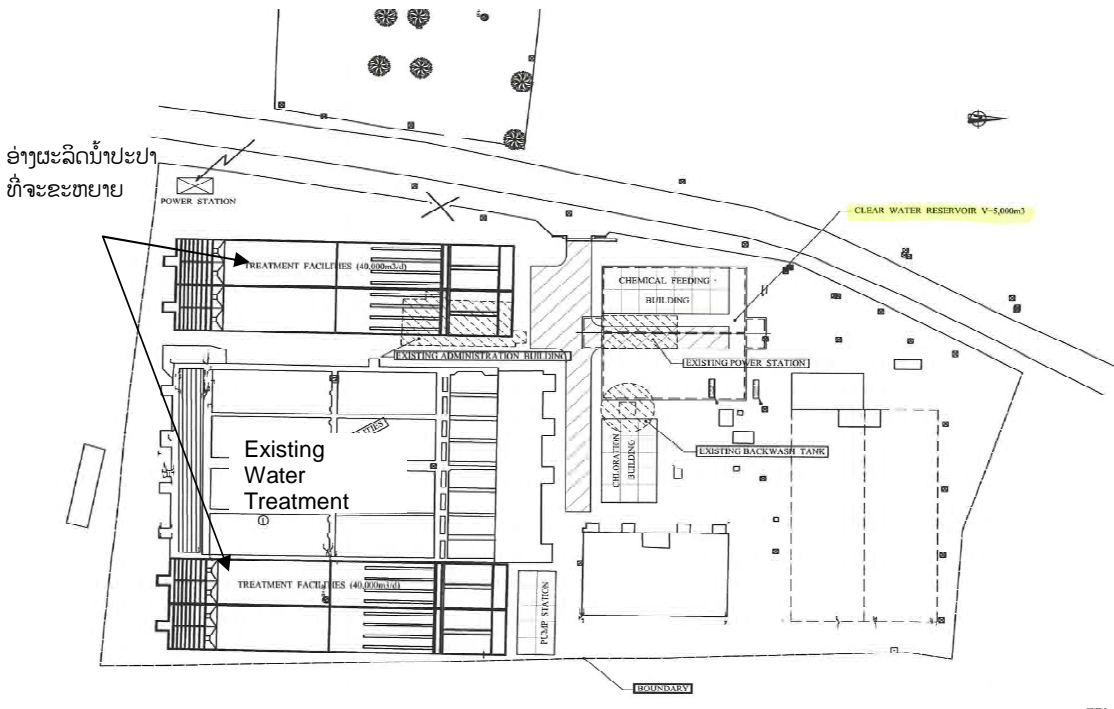 ອ່າງຜະລິດນ້ຳປະປາ
ທີ່ຈະຂະຫຍາຍ
POWER STATION
CLEAR WATER RESERVOIR V=5,000m3
TREATMENT FACILITIES (40,000m3/d)
CHEMICAL FEEDING
BUILDING
EXISTING ADMINISTRATION BUILDING
EXISTING POWER STATION
Existing
Water
Treatment
CHLORATION
BUILDING
EXISTING BACKWASH TANK
TREATMENT FACILITIES (40,000m3/d)
PUMP STATION
BOUNDARY